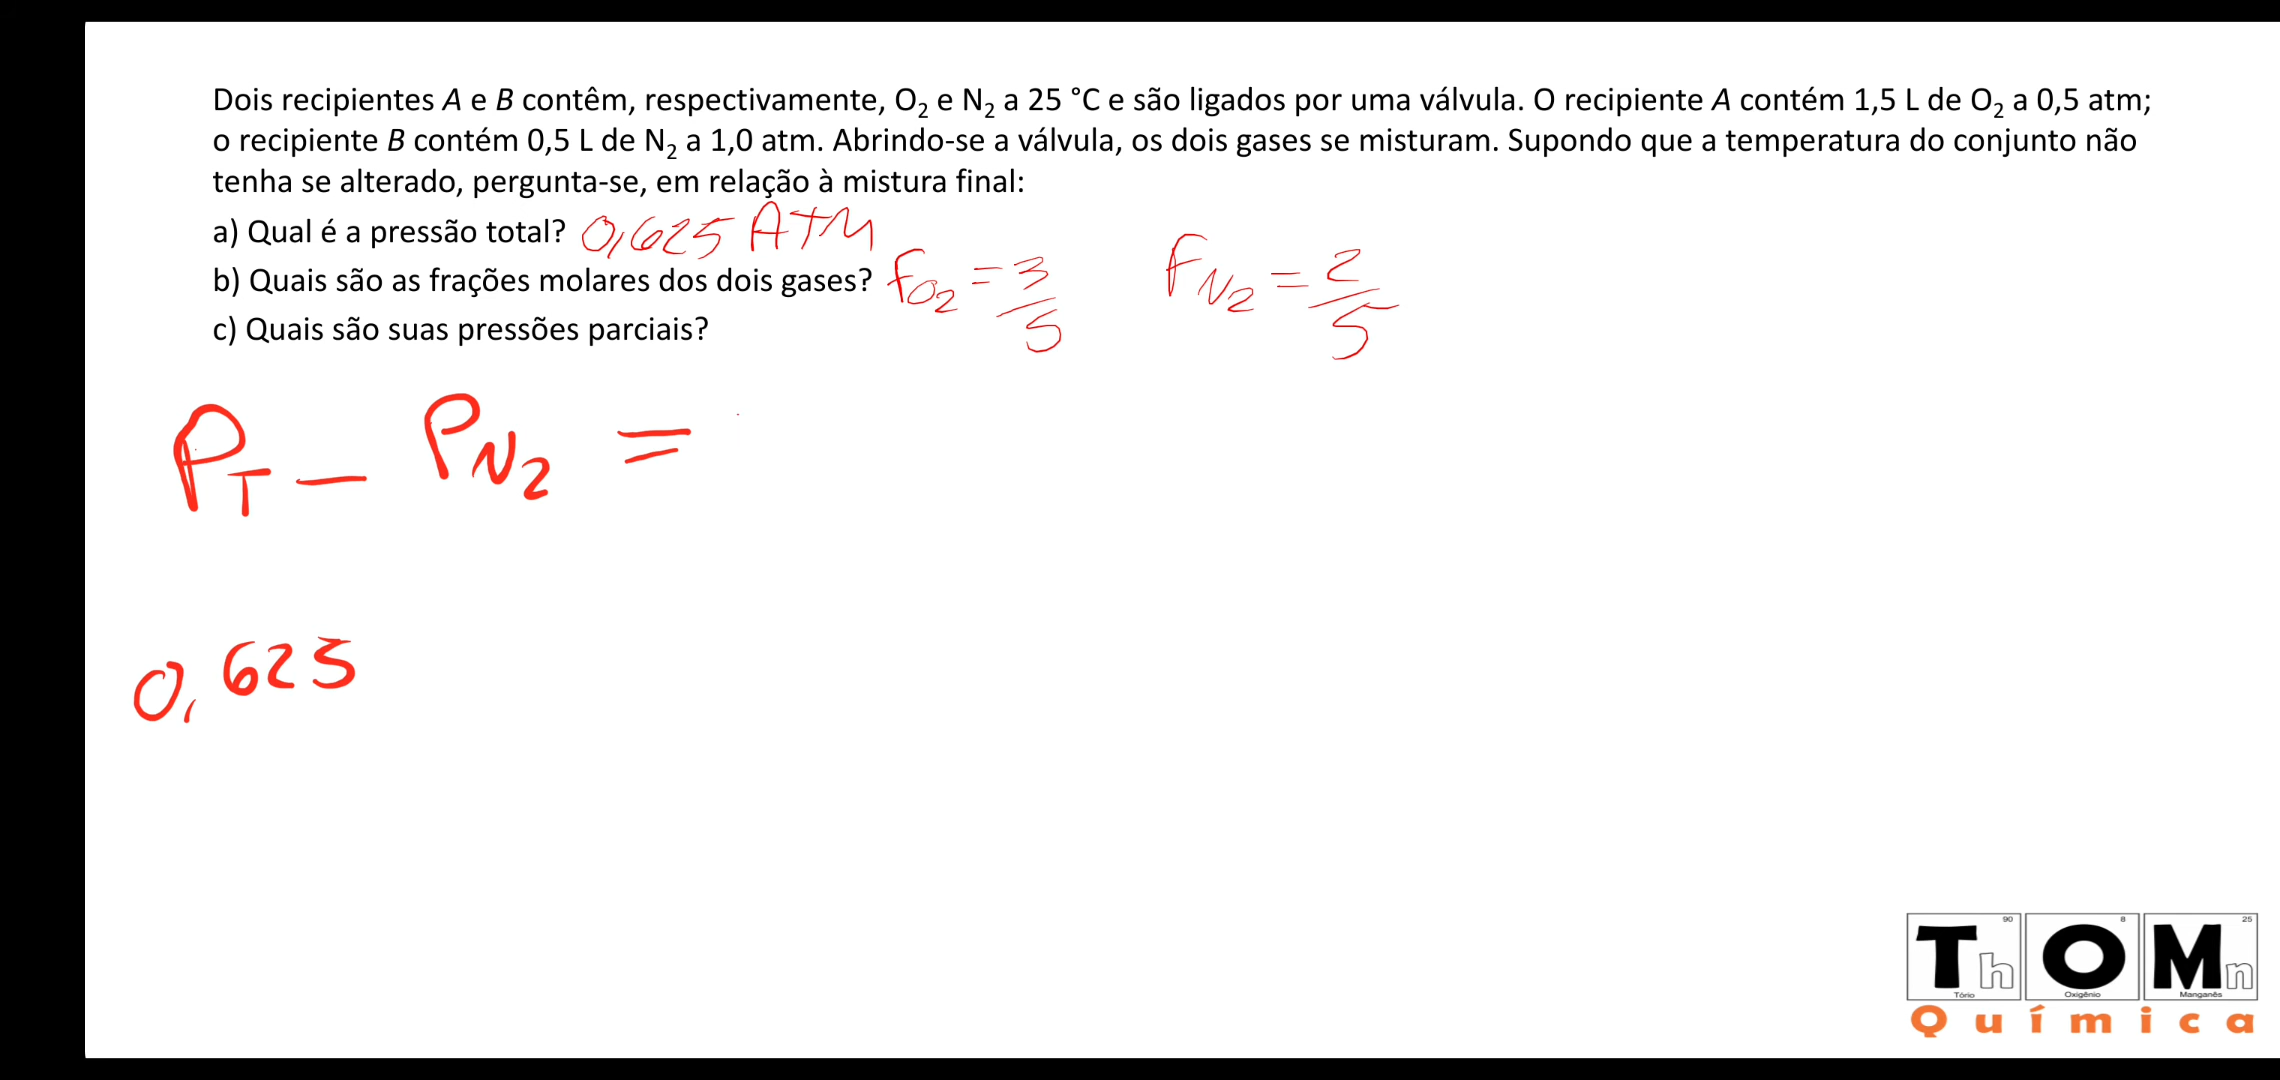 Dois recipientes A e B contêm, respectivamente, O₂ e N₂ a 25 °C e são ligados por uma válvula. O recipiente A contém 1,5 L de O₂ a 0,5 atm;
o recipiente B contém 0,5 L de N₂ a 1,0 atm. Abrindo-se a válvula, os dois gases se misturam. Supondo que a temperatura do conjunto não
tenha se alterado, pergunta-se, em relação à mistura final:
a) Qual é a pressão total? 0,625 ATM
b) Quais são as frações molares dos dois gases? fO₂ = 3/5 FN₂ = 2/5
c) Quais são suas pressões parciais?
PT - PN₂ =
0,625
90 8 25
Th O Mn
Tório Oxigênio Manganês
Química